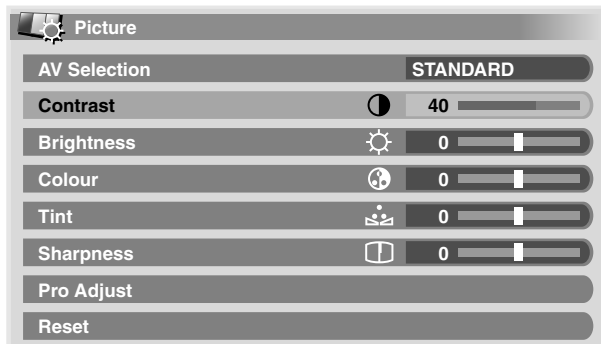 Picture
AV Selection STANDARD
Contrast 40
Brightness 0
Colour 0
Tint 0
Sharpness 0
Pro Adjust
Reset